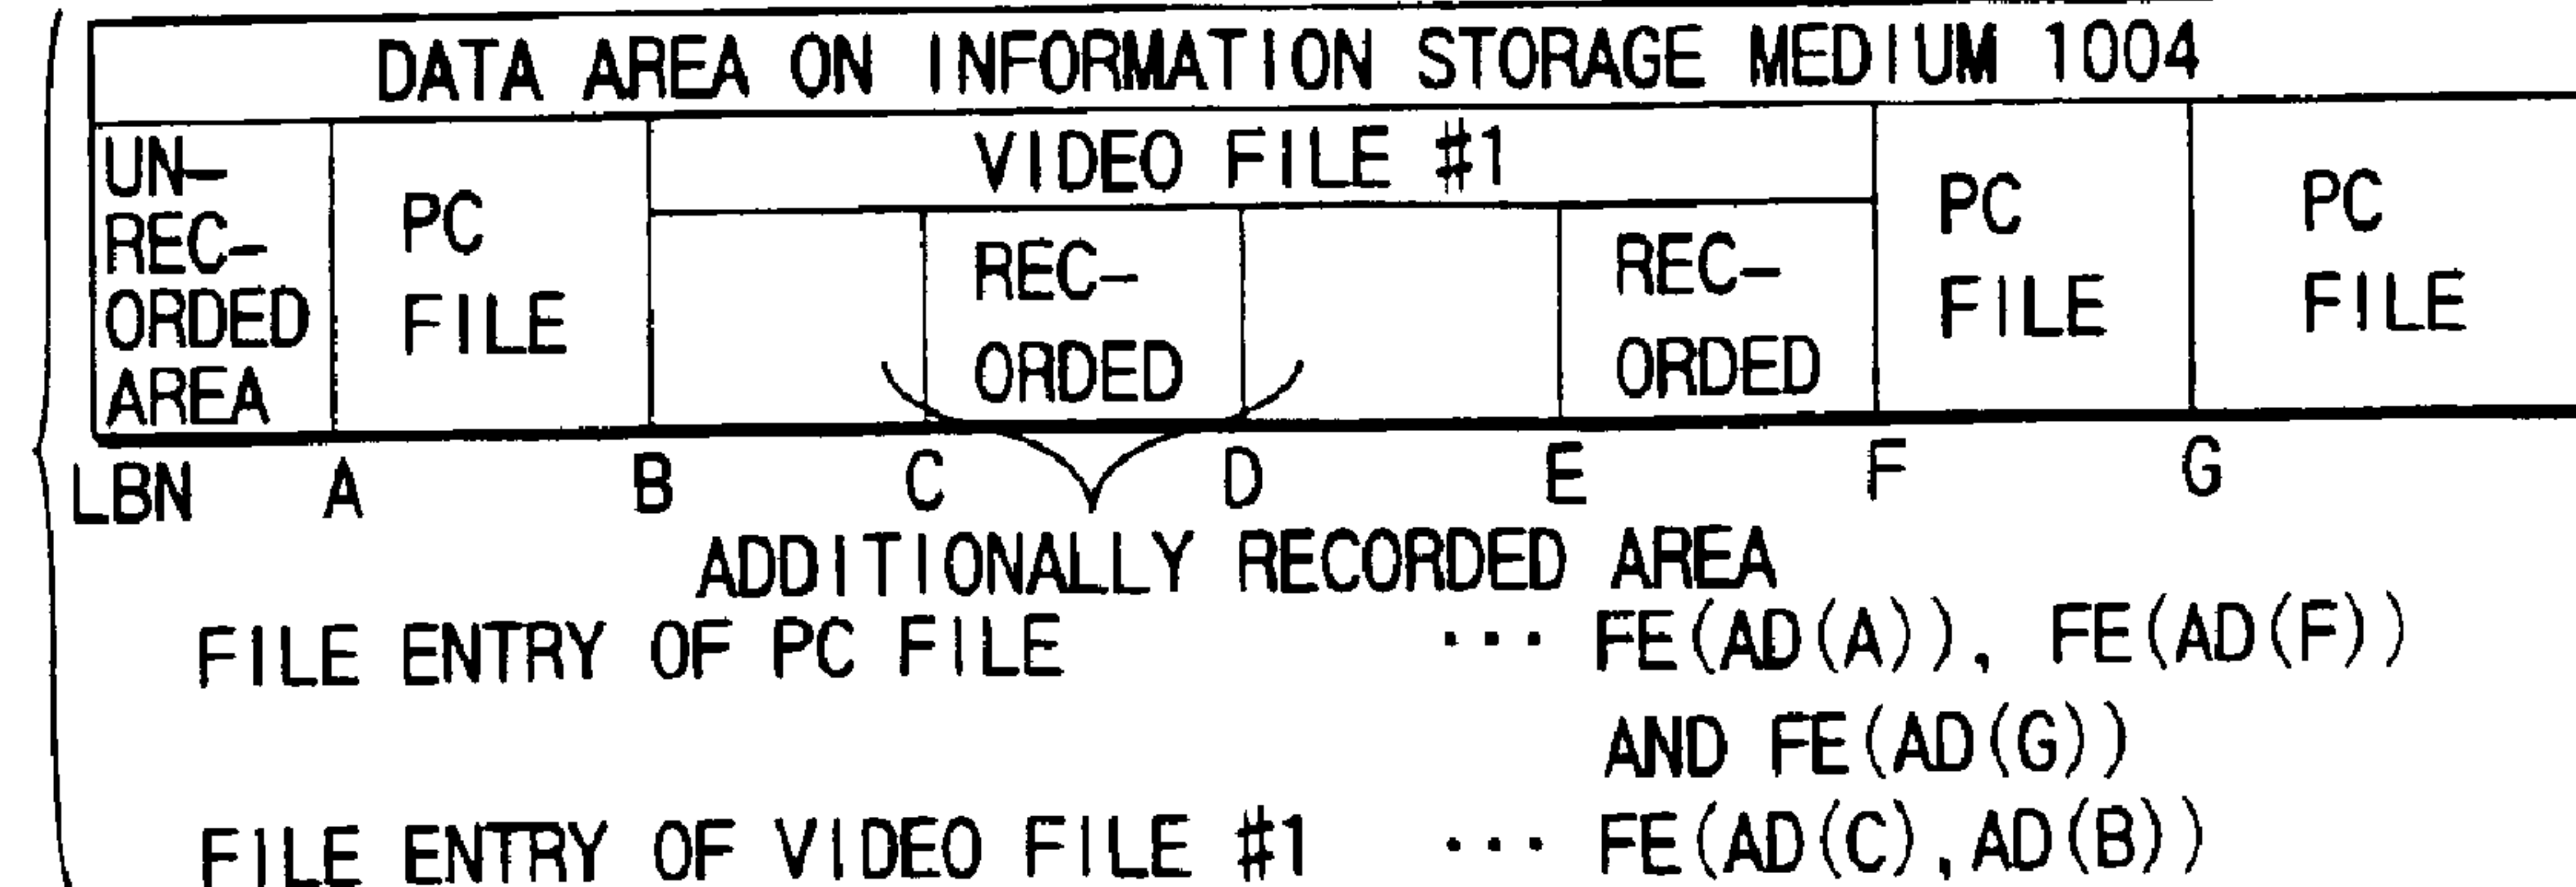 DATA AREA ON INFORMATION STORAGE MEDIUM 1004
UN-
REC-
ORDED
AREA
PC
FILE
VIDEO FILE #1
REC-
ORDED
REC-
ORDED
PC
FILE
PC
FILE
LBN A B C D E F G
ADDITIONALLY RECORDED AREA
FILE ENTRY OF PC FILE ··· FE(AD(A)), FE(AD(F))
AND FE(AD(G))
FILE ENTRY OF VIDEO FILE #1 ··· FE(AD(C),AD(B))